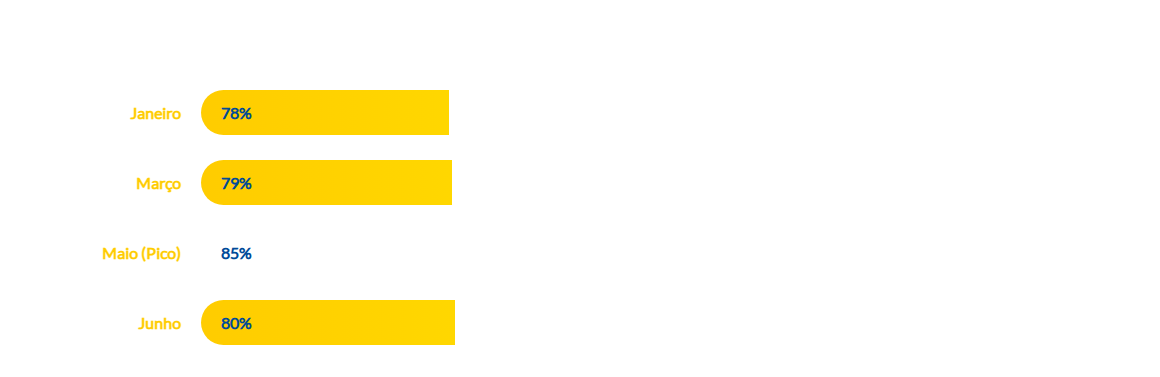 Janeiro 78%
Março 79%
Maio (Pico) 85%
Junho 80%